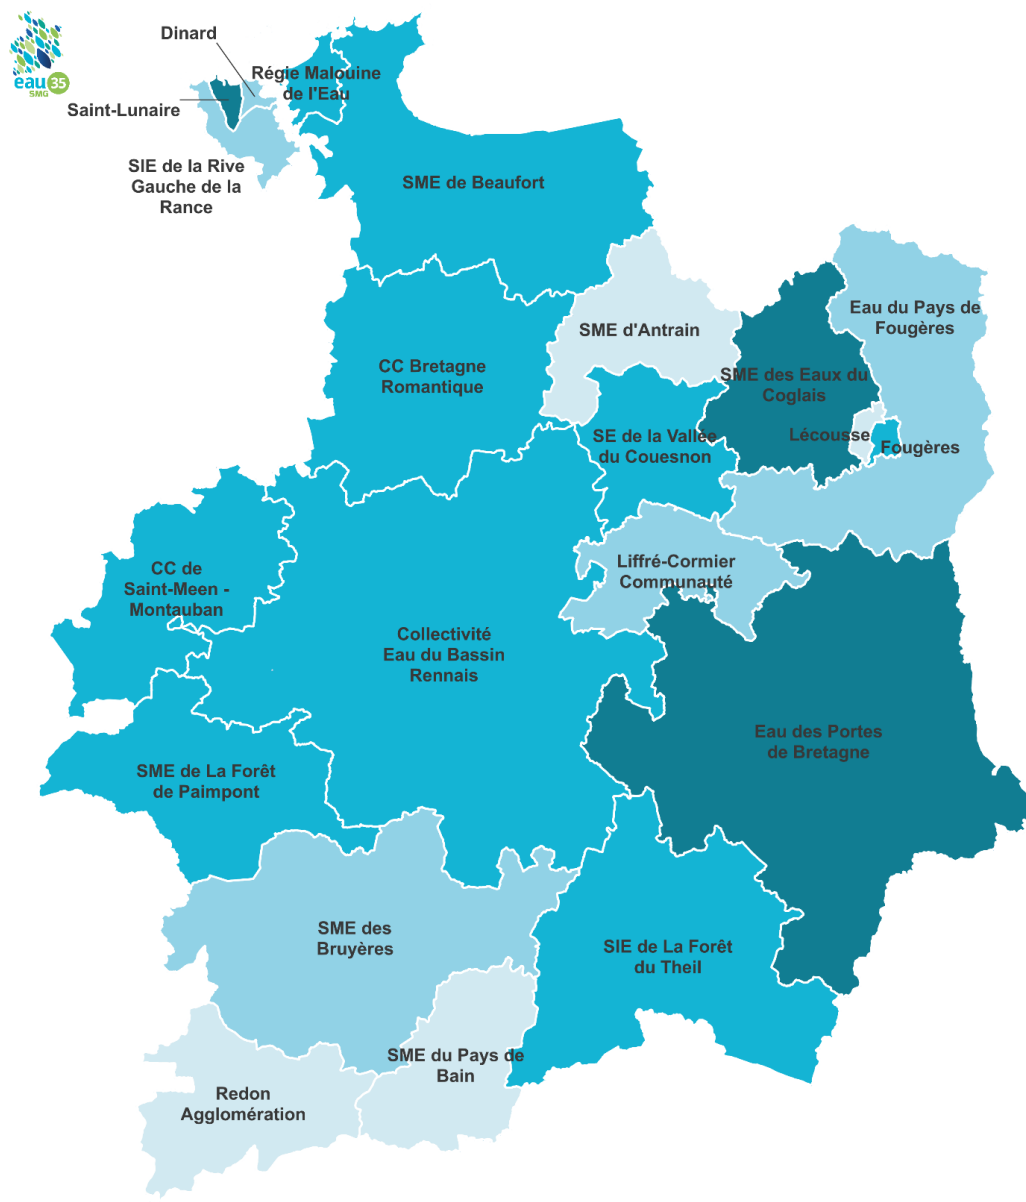 eau 35
SMG
Dinard
Régie Malouine
de l'Eau
Saint-Lunaire
SIE de la Rive
Gauche de la
Rance
SME de Beaufort
SME d'Antrain
Eau du Pays de
Fougères
CC Bretagne
Romantique
SME des Eaux du
Coglais
SE de la Vallée
du Couesnon
Lécousse
Fougères
CC de
Saint-Meen -
Montauban
Liffré-Cormier
Communauté
Collectivité
Eau du Bassin
Rennais
Eau des Portes
de Bretagne
SME de La Forêt
de Paimpont
SME des
Bruyères
SIE de La Forêt
du Theil
SME du Pays de
Bain
Redon
Agglomération